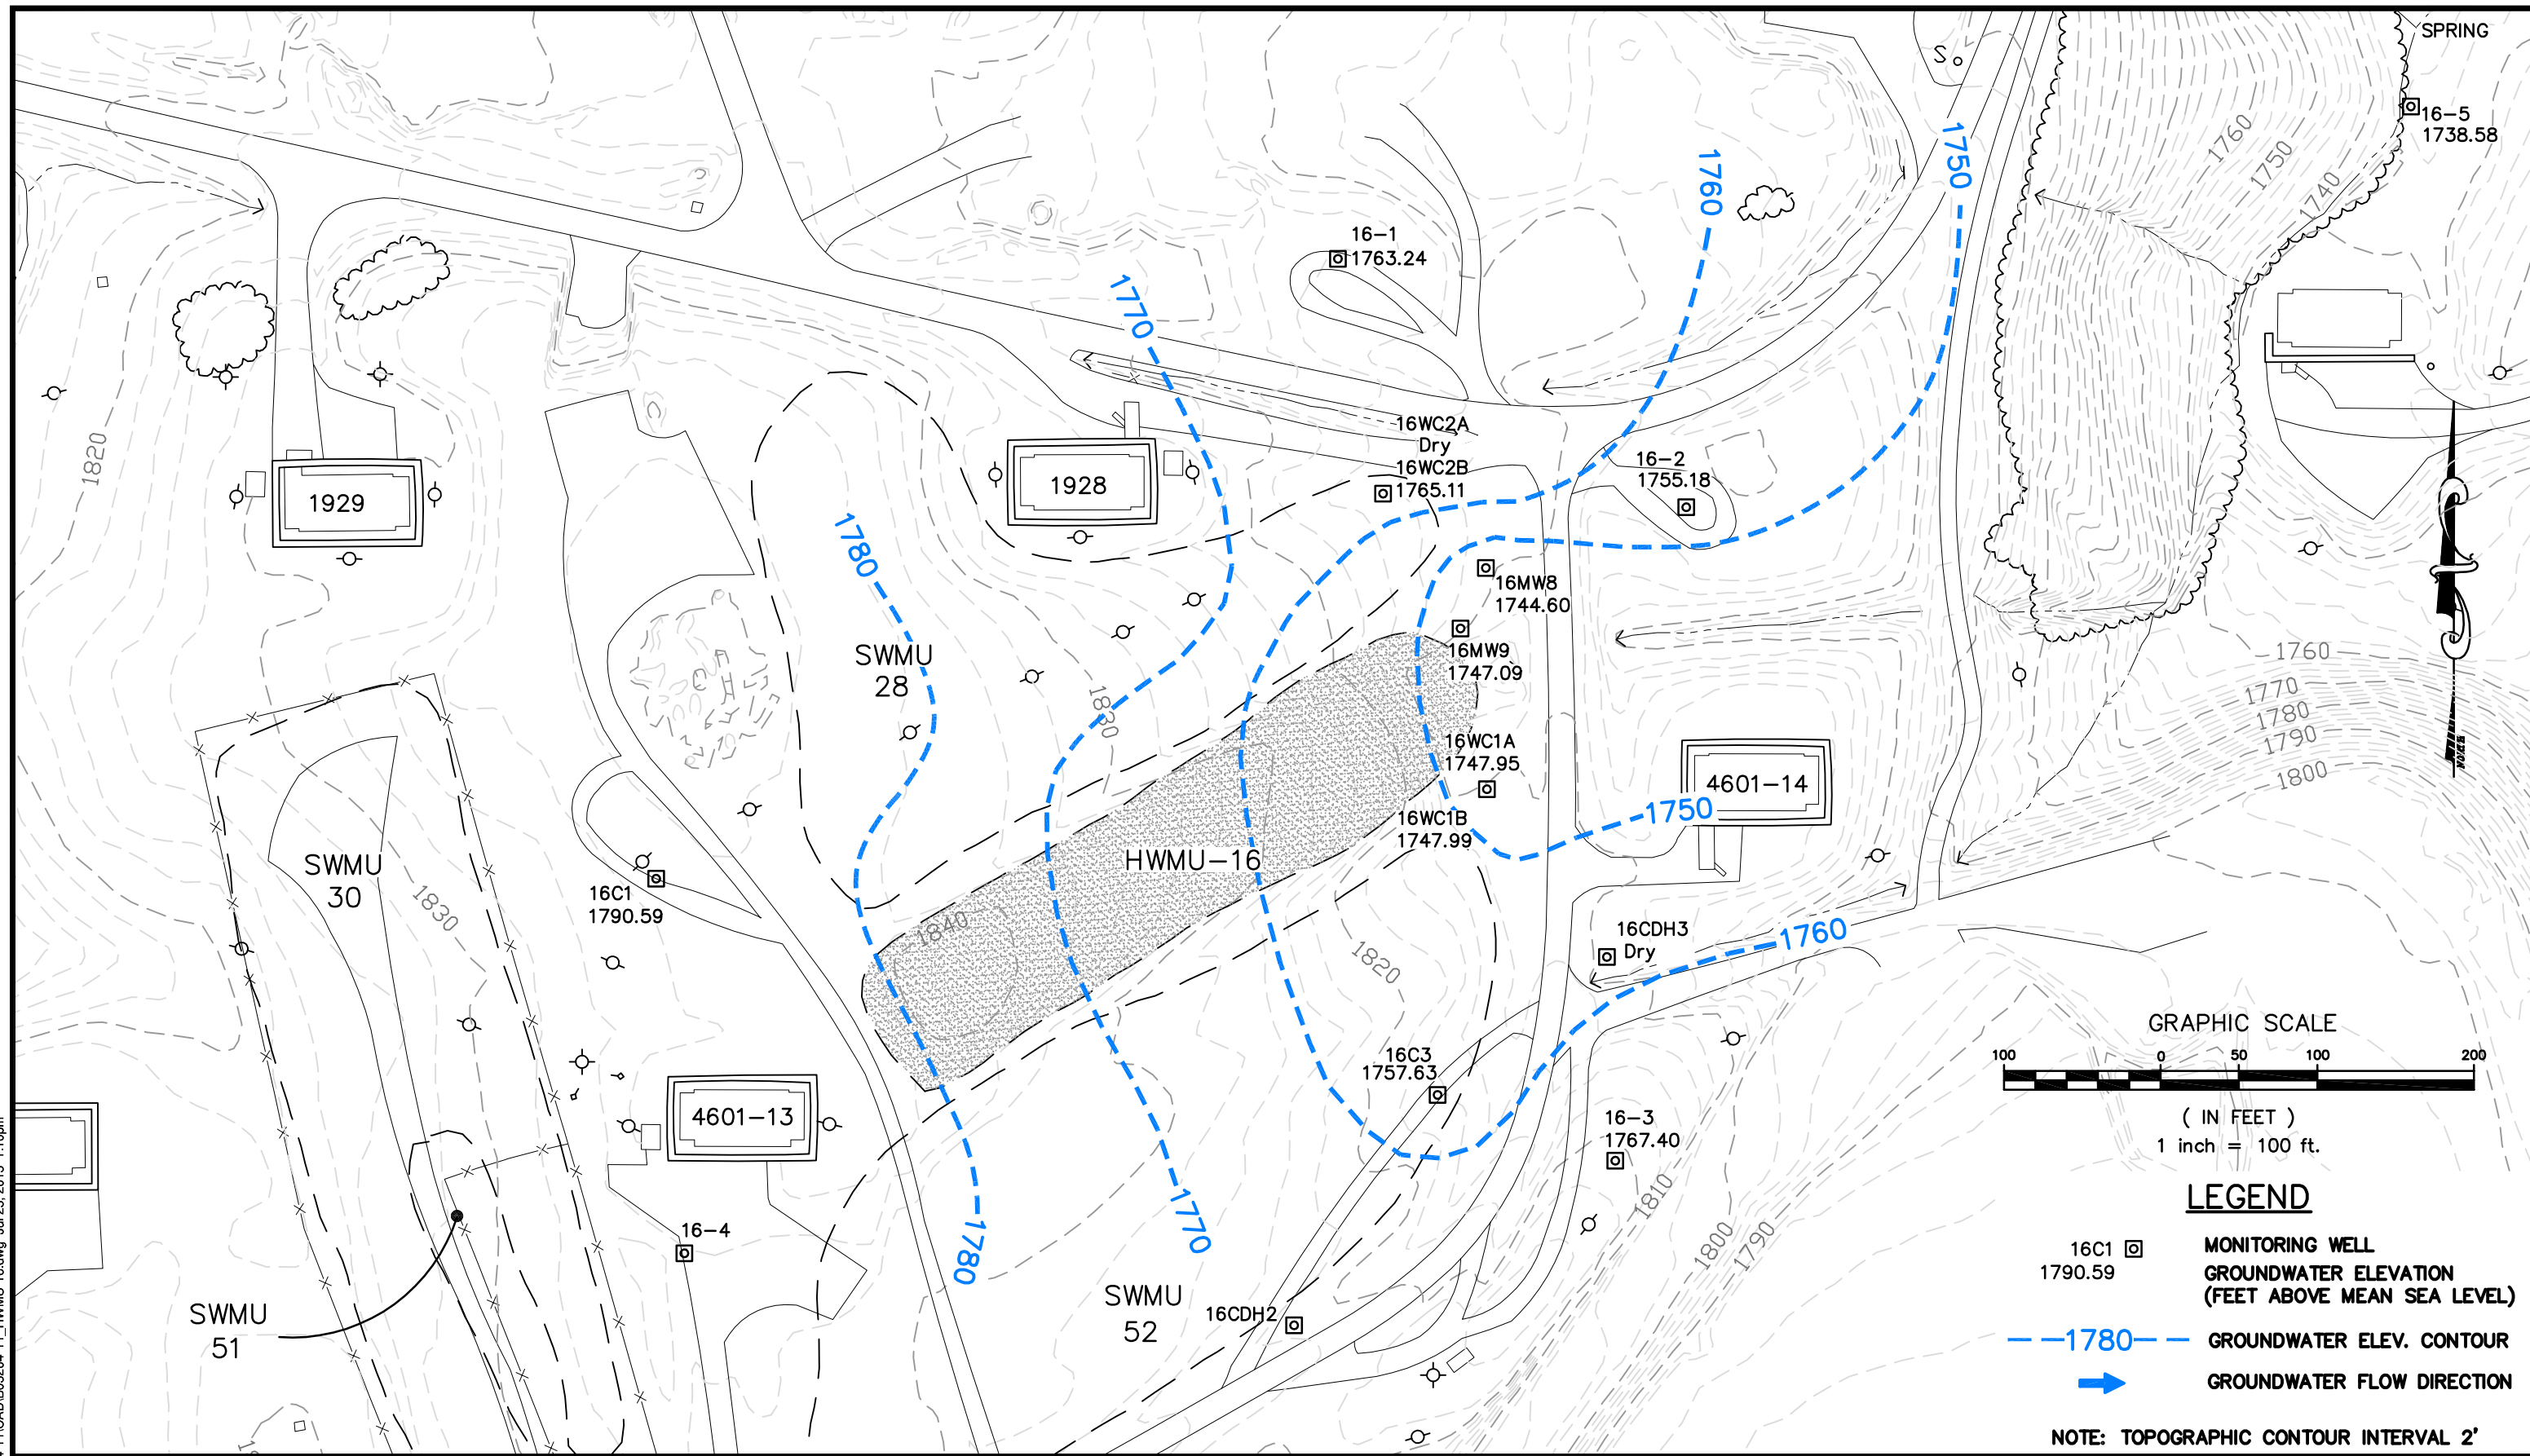 SPRING
S
16-5
1738.58
1760
1750
1740
1750
1760
16-1
1763.24
1770
16WC2A
Dry
16WC2B
1765.11
16-2
1755.18
1820
1929
1928
1780
16MW8
1744.60
16MW9
1747.09
SWMU
28
1830
16WC1A
1747.95
16WC1B
1747.99
4601-14
1750
1760
1770
1780
1790
1800
SWMU
30
1830
16C1
1790.59
HWMU-16
1840
1820
16CDH3
Dry
1760
16C3
1757.63
16-3
1767.40
4601-13
16-4
1780
1770
1810
1800
1790
SWMU
51
SWMU
52
16CDH2
GRAPHIC SCALE
100 0 50 100 200
( IN FEET )
1 inch = 100 ft.
LEGEND
16C1
1790.59
MONITORING WELL
GROUNDWATER ELEVATION
(FEET ABOVE MEAN SEA LEVEL)
1780
GROUNDWATER ELEV. CONTOUR
GROUNDWATER FLOW DIRECTION
NOTE: TOPOGRAPHIC CONTOUR INTERVAL 2'